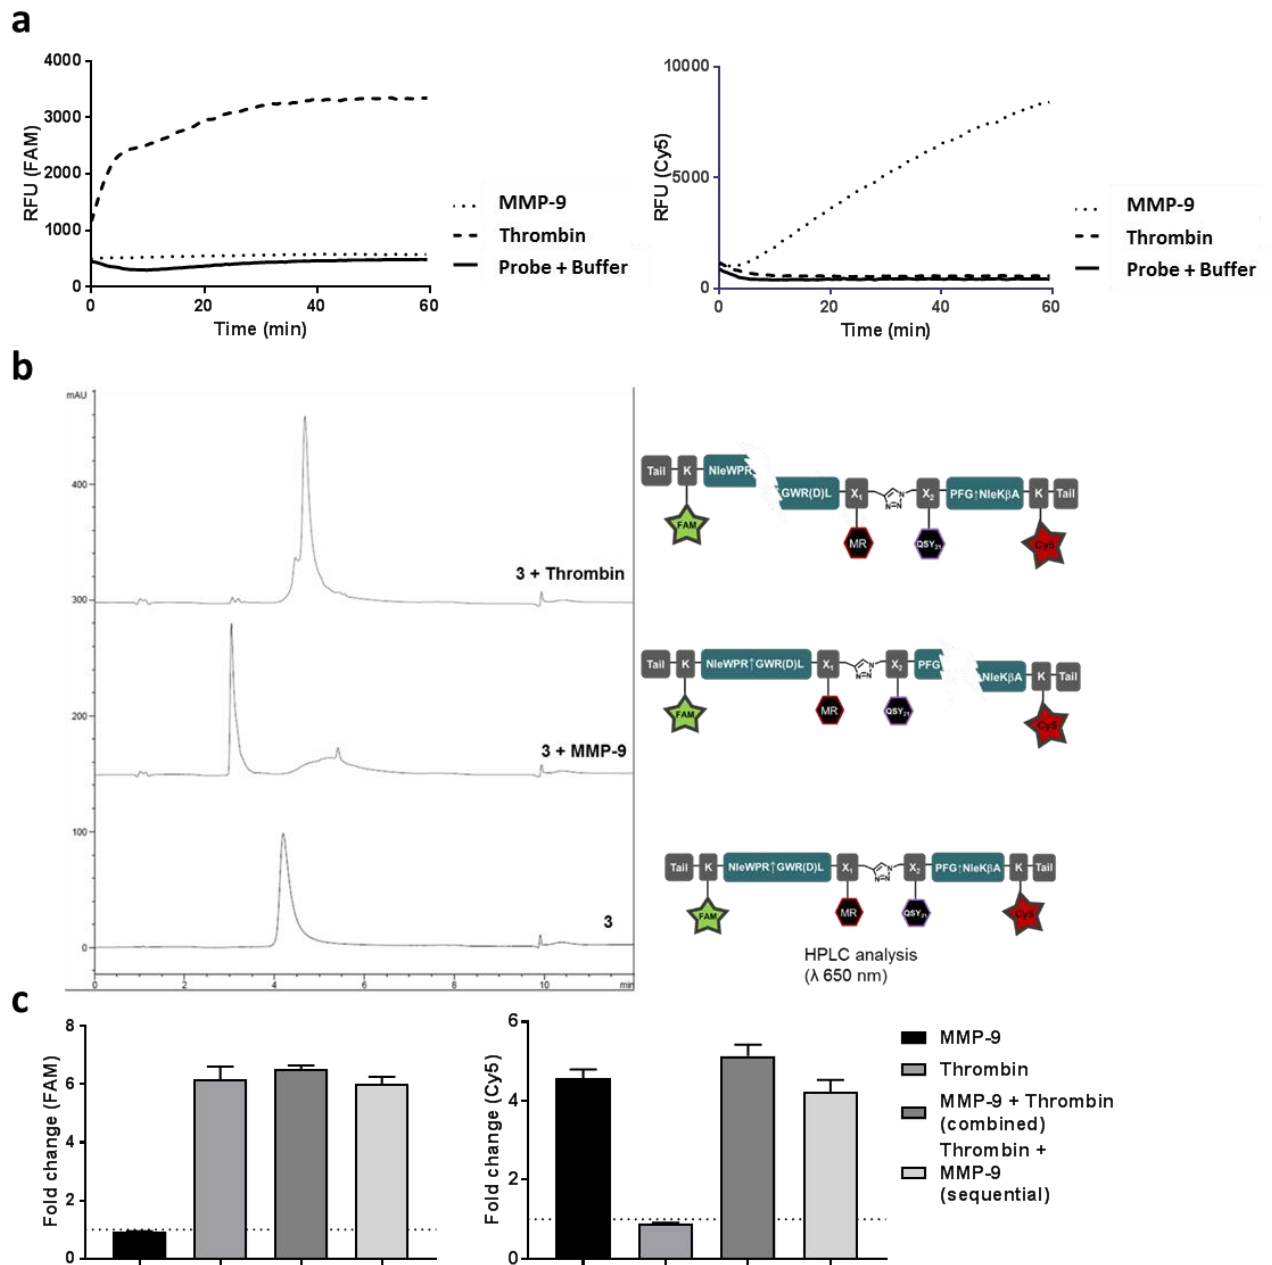 a
4000
3000
2000
1000
0
RFU (FAM)
0 20 40 60
Time (min)
MMP-9
Thrombin
Probe + Buffer
10000
5000
0
RFU (Cy5)
0 20 40 60
Time (min)
MMP-9
Thrombin
Probe + Buffer
b
mAU
400
300
200
100
0
0 2 4 6 8 10 min
3 + Thrombin
3 + MMP-9
3
Tail K NleWPR
GWR(D)L X1 N=N N X2 PFG↑NleKβA K Tail
FAM MR QSY21 Cy5
Tail K NleWPR↑GWR(D)L X1 N=N N X2 PFG
NleKβA K Tail
FAM MR QSY21 Cy5
Tail K NleWPR↑GWR(D)L X1 N=N N X2 PFG↑NleKβA K Tail
FAM MR QSY21 Cy5
HPLC analysis
(λ 650 nm)
c
8
6
4
2
0
Fold change (FAM)
6
4
2
0
Fold change (Cy5)
MMP-9
Thrombin
MMP-9 + Thrombin
(combined)
Thrombin +
MMP-9
(sequential)